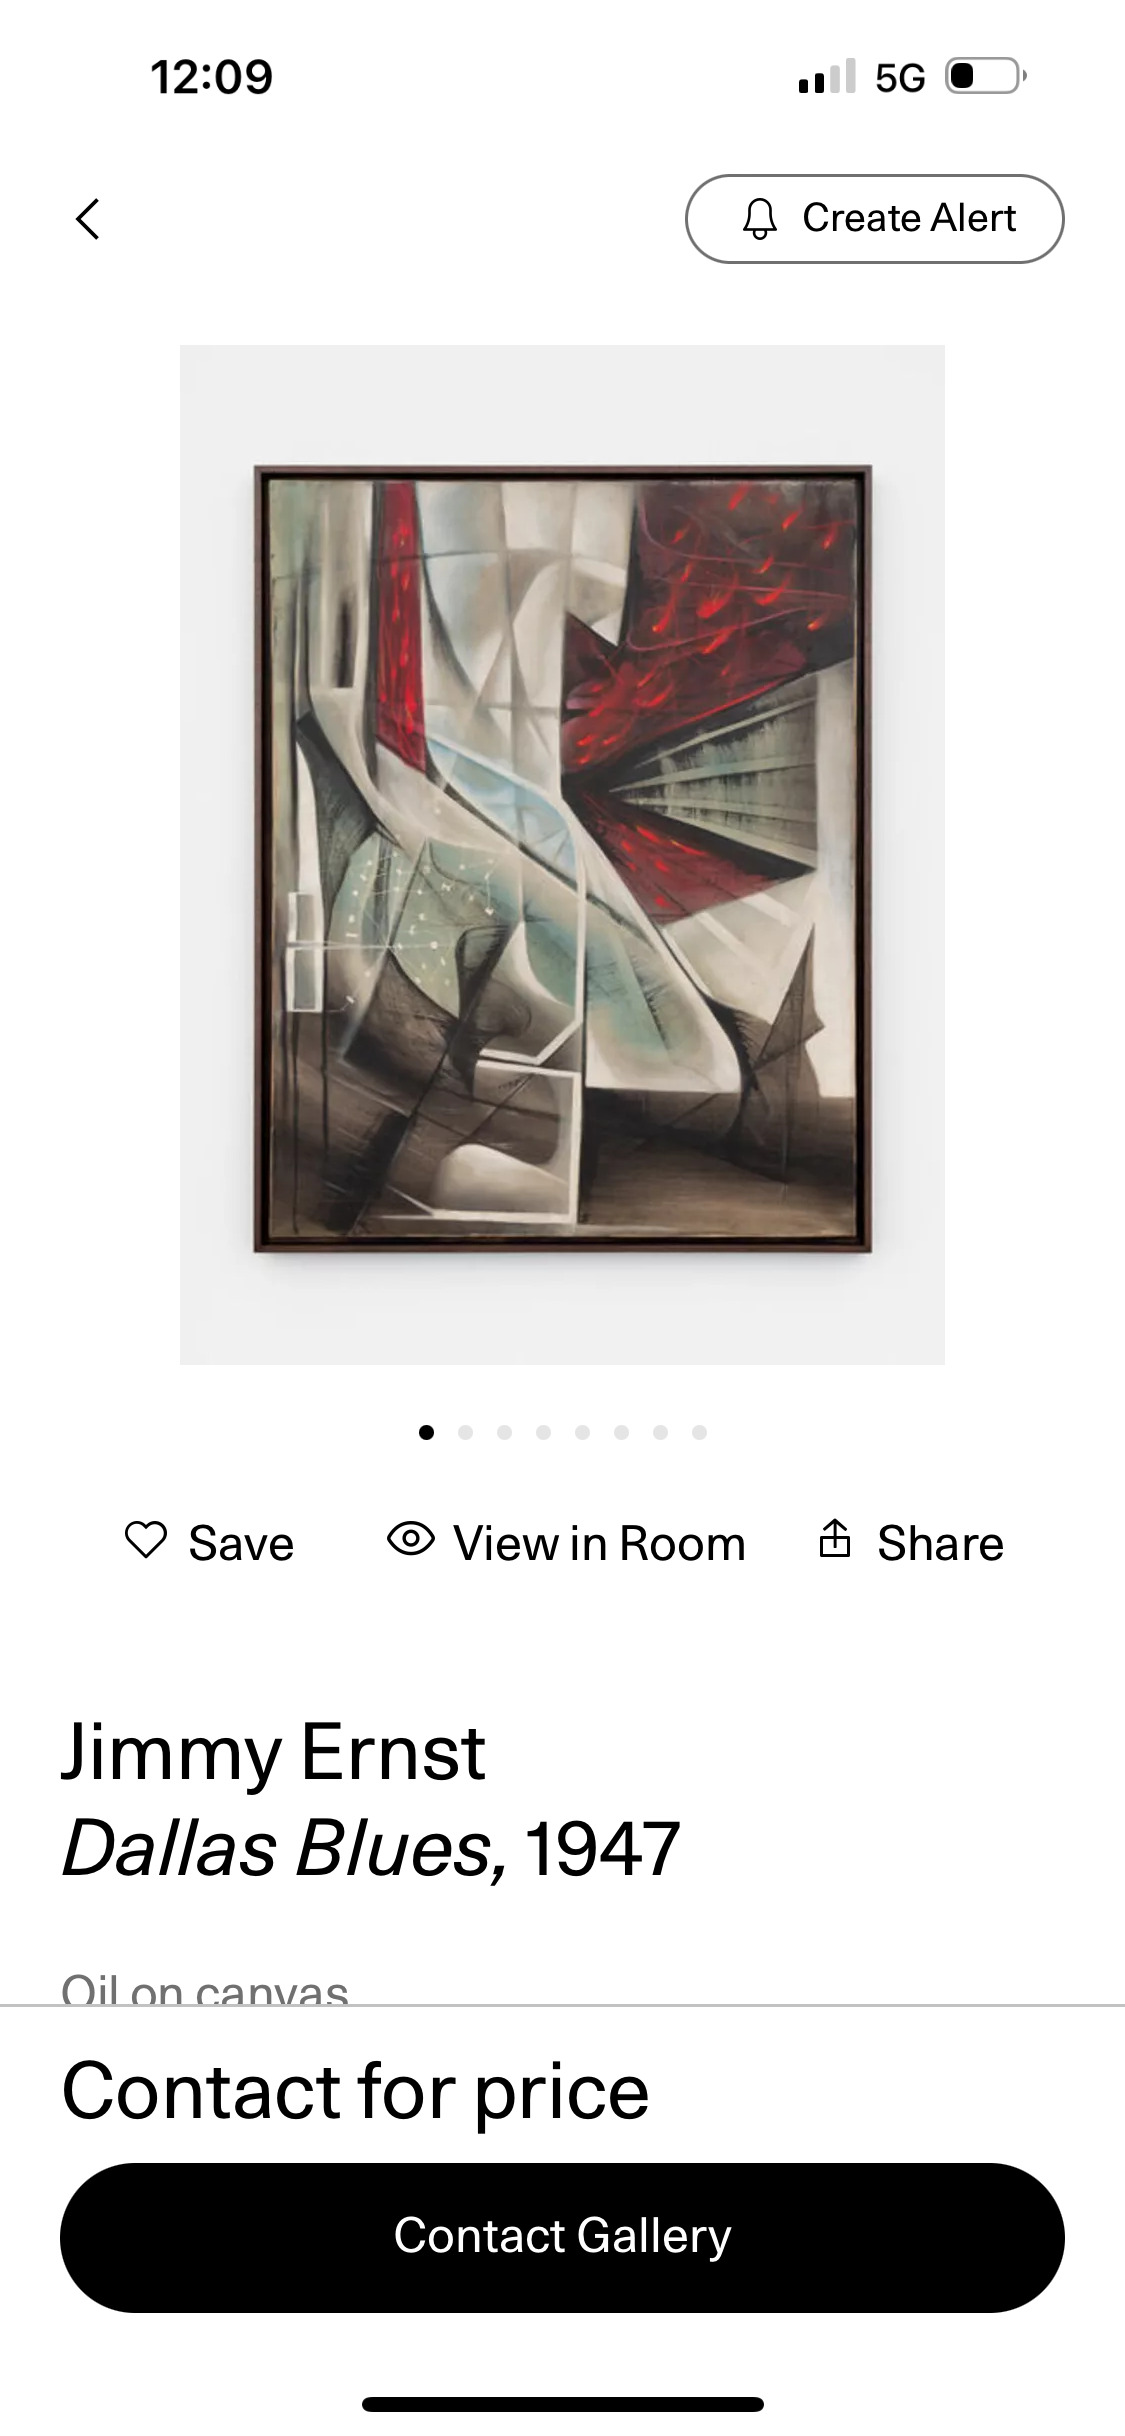 12:09
5G
Create Alert
Save
View in Room
Share
Jimmy Ernst
Dallas Blues, 1947
Oil on canvas
Contact for price
Contact Gallery